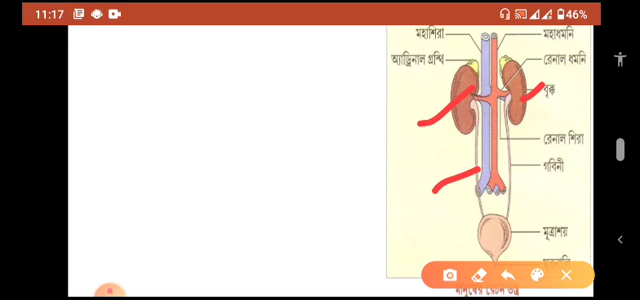 11:17
46%
মহাশিরা
মহাধমনি
অ্যাড্রিনাল গ্রন্থি
রেনাল ধমনি
বৃক্ক
রেনাল শিরা
গবিনী
মূত্রাশয়